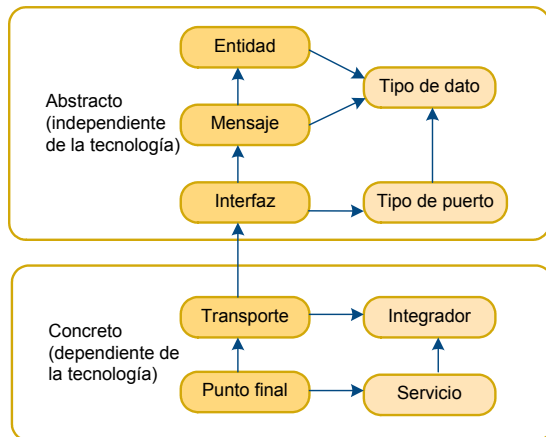 Entidad
Tipo de dato
Abstracto
(independiente
de la tecnología)
Mensaje
Interfaz
Tipo de puerto
Transporte
Integrador
Concreto
(dependiente de
la tecnología)
Punto final
Servicio